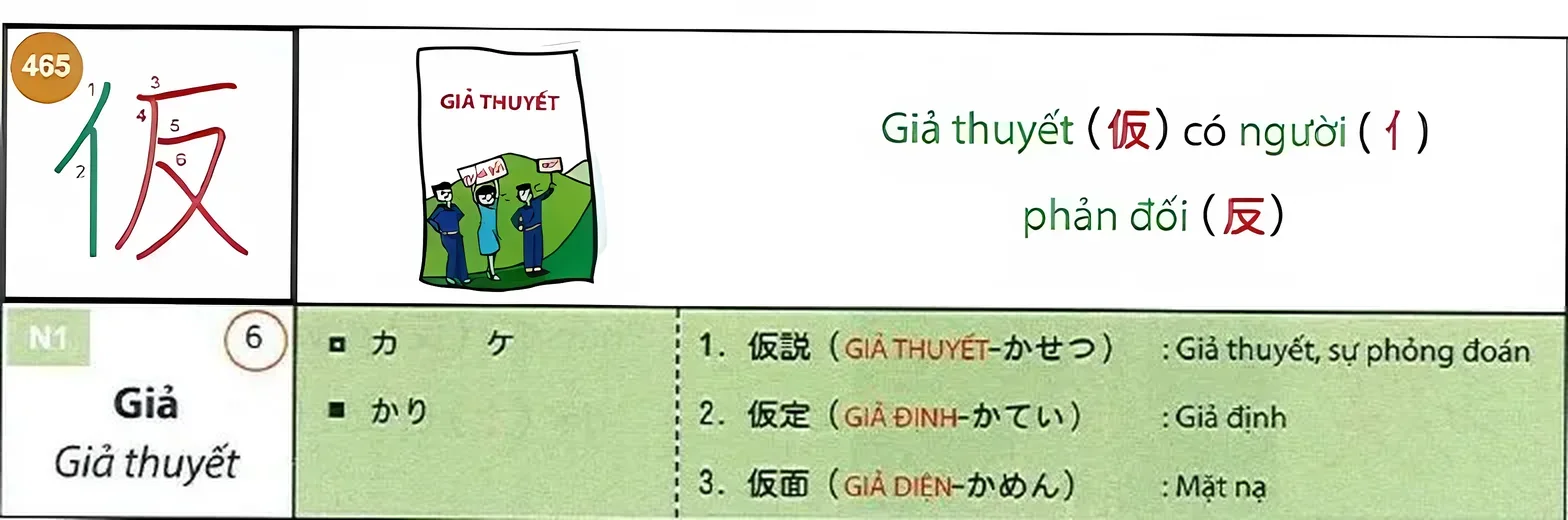 465
1
2
3
4
5
6
仮
GIẢ THUYẾT
Giả thuyết (仮) có người (亻)
phản đối (反)
N1
6
Giả
Giả thuyết
カ ケ
かり
1. 仮説 (GIẢ THUYẾT-かせつ) : Giả thuyết, sự phỏng đoán
2. 仮定 (GIẢ ĐỊNH-かてい) : Giả định
3. 仮面 (GIẢ DIỆN-かめん) : Mặt nạ